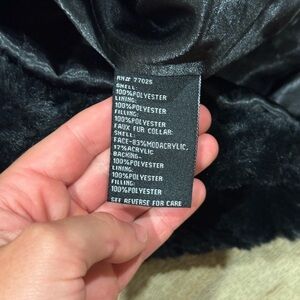 RN# 77025
SHELL:
100%POLYESTER
LINING:
100%POLYESTER
FILLING:
100%POLYESTER
FAUX FUR COLLAR:
SHELL:
FACE-83%MODACRYLIC,
17%ACRYLIC
BACKING-
100%POLYESTER
LINING:
100%POLYESTER
FILLING:
100%POLYESTER
SEE REVERSE FOR CARE